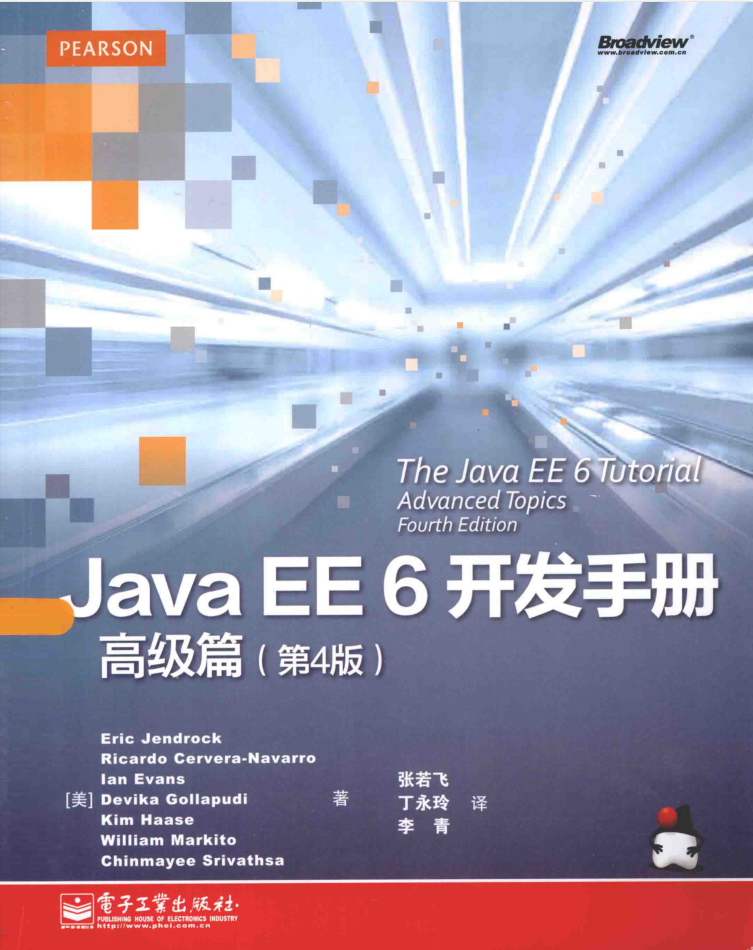 PEARSON
Broadview®
www.broadview.com.cn
The Java EE 6 Tutorial
Advanced Topics
Fourth Edition
Java EE 6 开发手册
高级篇（第4版）
Eric Jendrock
Ricardo Cervera-Navarro
Ian Evans
[美] Devika Gollapudi 著
Kim Haase
William Markito
Chinmayee Srivathsa
张若飞
丁永玲 译
李 青
電子工業出版社·
PUBLISHING HOUSE OF ELECTRONICS INDUSTRY
PHEI http://www.phei.com.cn